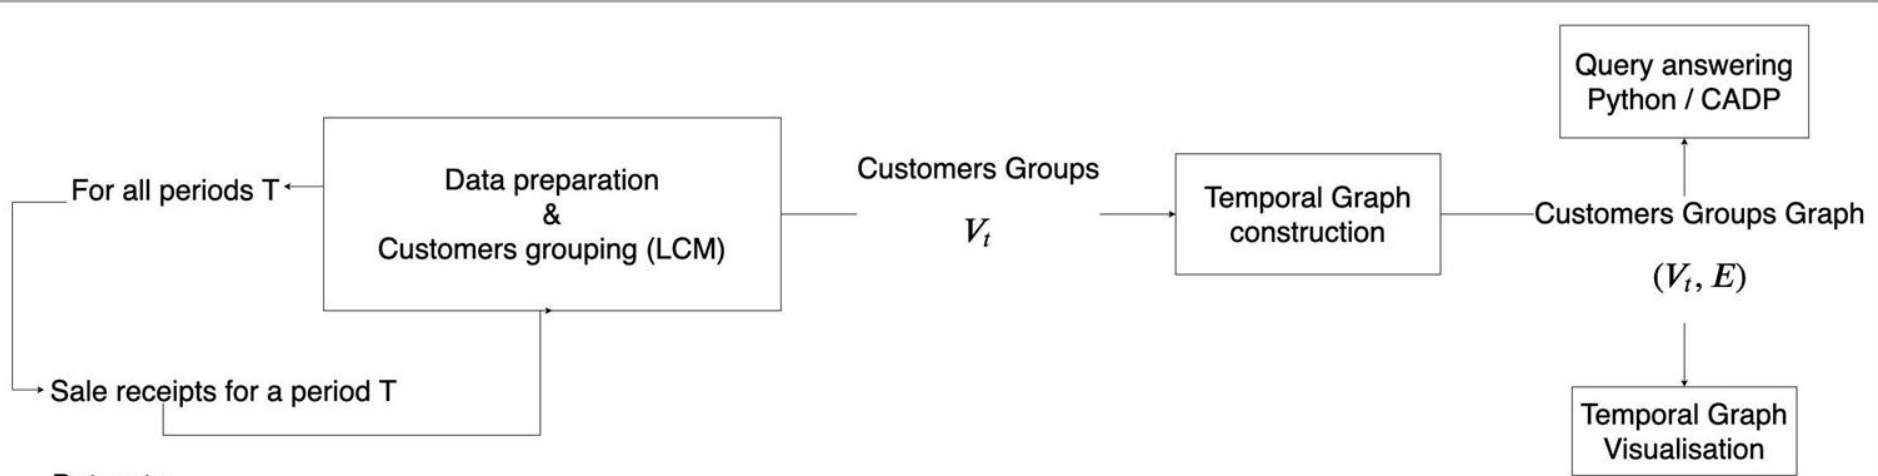 Query answering
Python / CADP
For all periods T
Data preparation
&
Customers grouping (LCM)
Customers Groups
V_t
Temporal Graph
construction
Customers Groups Graph
(V_t, E)
Sale receipts for a period T
Temporal Graph
Visualisation